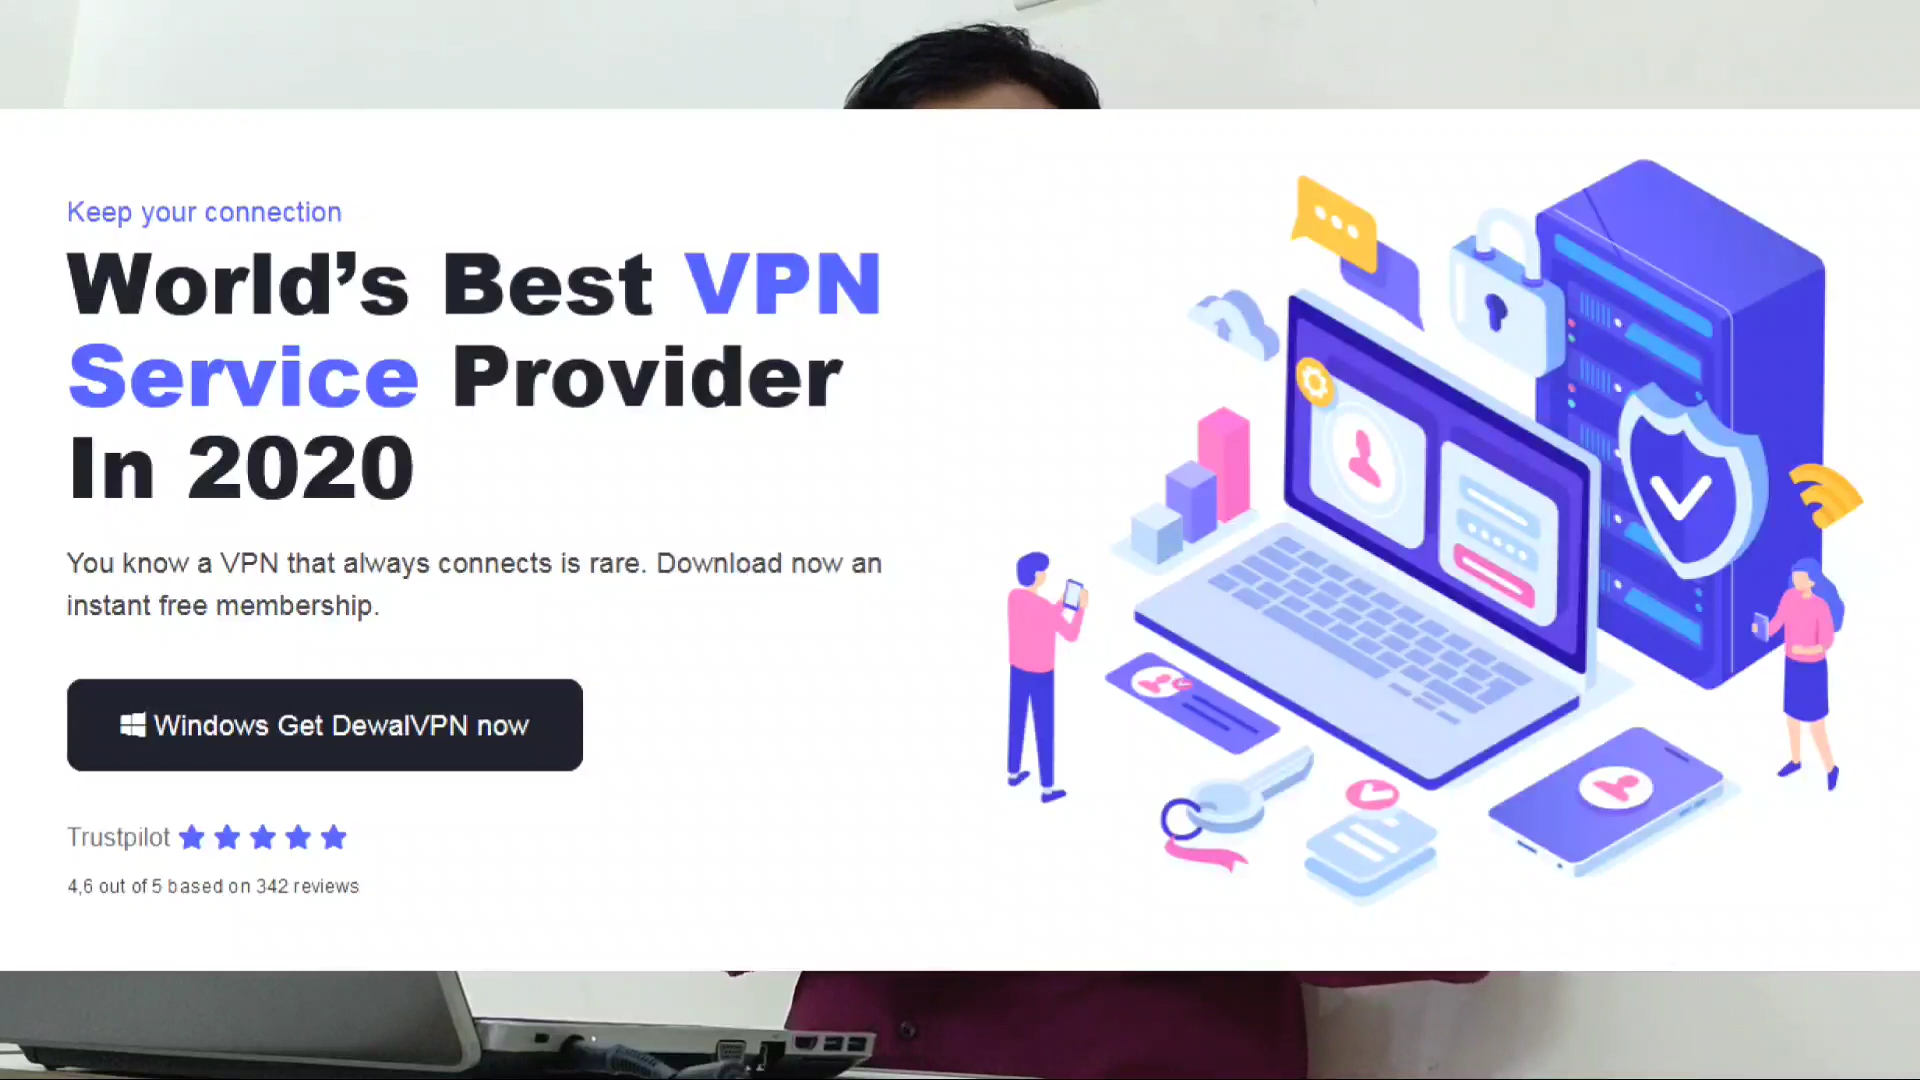 Keep your connection
World’s Best VPN
Service Provider
In 2020
You know a VPN that always connects is rare. Download now an
instant free membership.
Windows Get DewalVPN now
Trustpilot
4,6 out of 5 based on 342 reviews